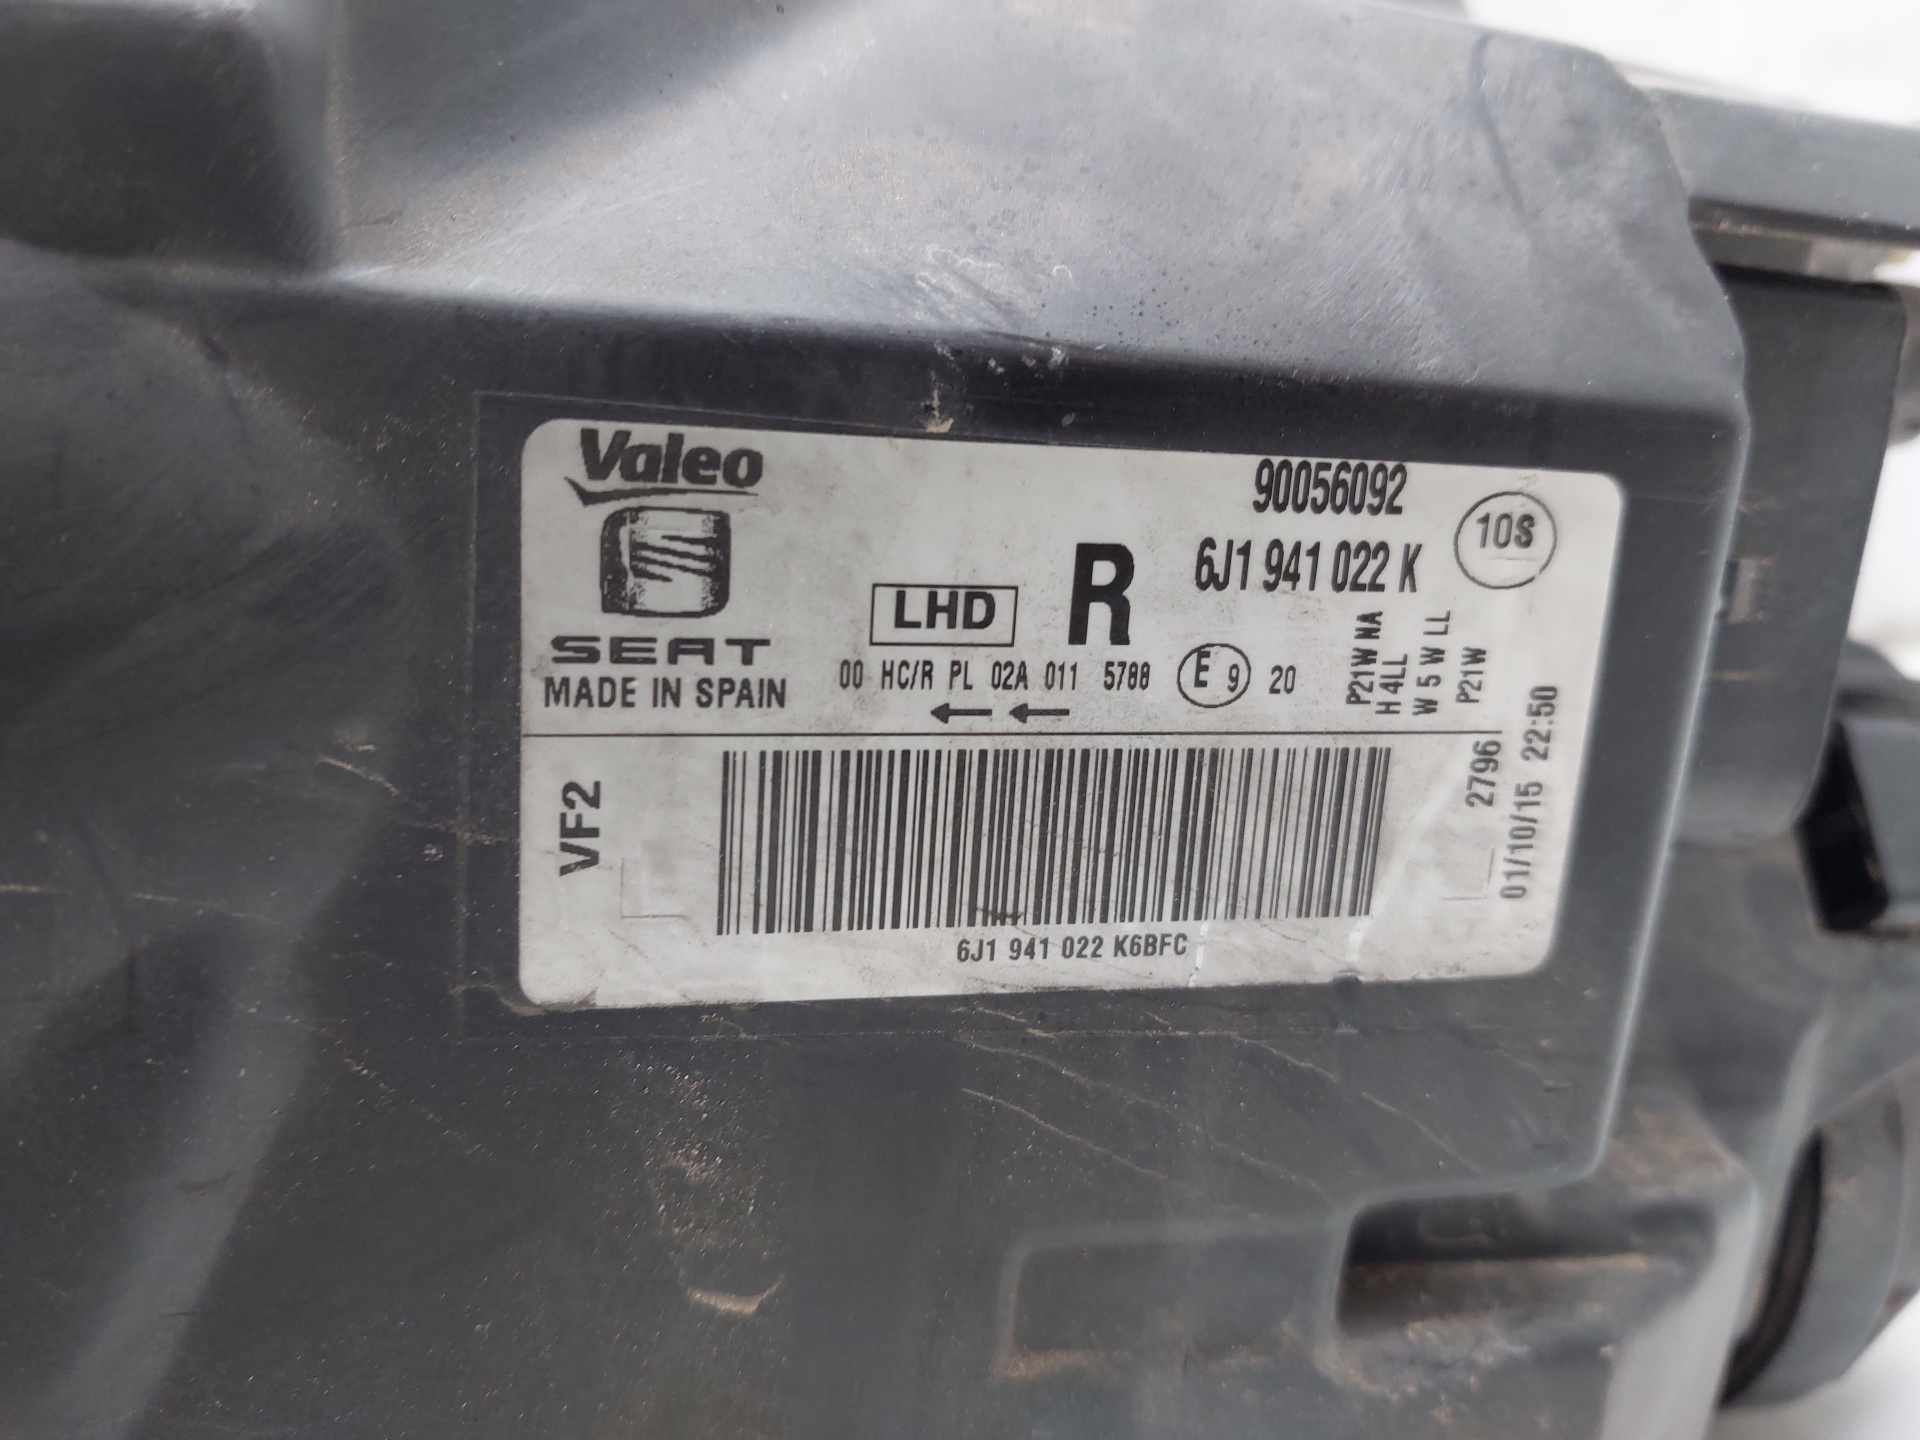 Valeo
SEAT
MADE IN SPAIN
90056092
LHD
R
6J1 941 022 K
10S
00 HC/R PL 02A 011 5788
E 9 20
P21W NA
H 4LL
W 5 W LL
P21W
VF2
2796
01/10/15 22:50
6J1 941 022 K6BFC